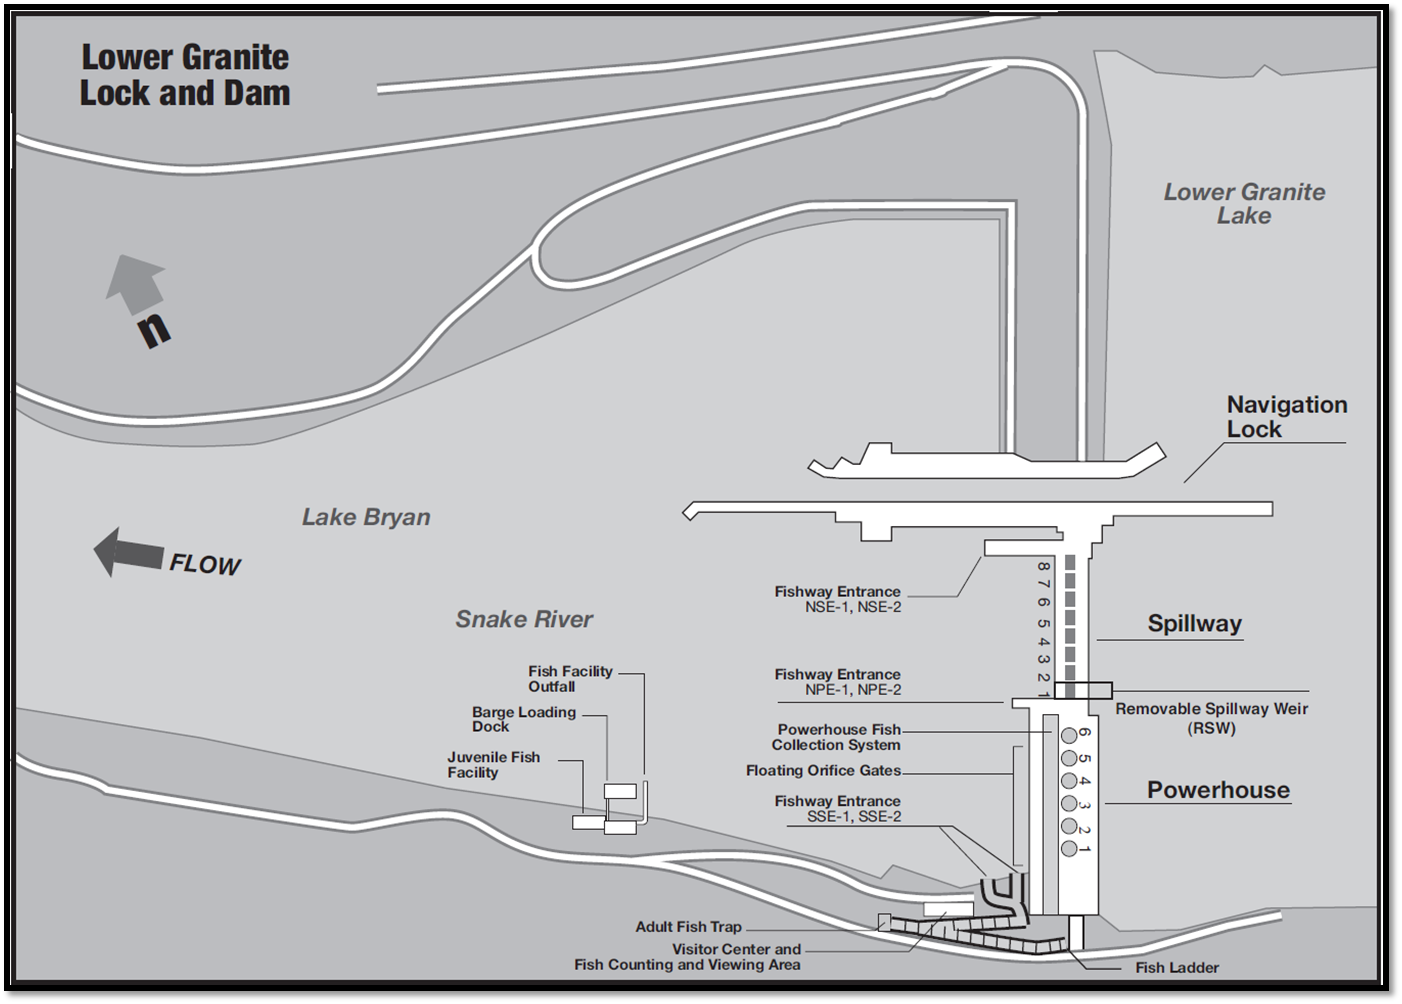 Lower Granite
Lock and Dam
Lower Granite
Lake
n
Navigation
Lock
Lake Bryan
FLOW
Snake River
Fishway Entrance
NSE-1, NSE-2
8
7
6
5
4
3
2
1
Spillway
Fish Facility
Outfall
Fishway Entrance
NPE-1, NPE-2
Removable Spillway Weir
(RSW)
Barge Loading
Dock
Powerhouse Fish
Collection System
Juvenile Fish
Facility
Floating Orifice Gates
6
5
4
3
2
1
Powerhouse
Fishway Entrance
SSE-1, SSE-2
Adult Fish Trap
Visitor Center and
Fish Counting and Viewing Area
Fish Ladder